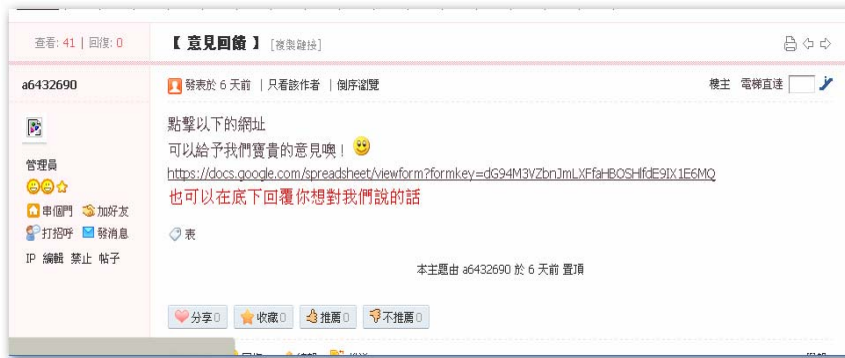 查看: 41 | 回復: 0
【 意見回饋 】 [複製鏈接]
a6432690
發表於 6 天前 | 只看該作者 | 倒序瀏覽
樓主 電梯直達
點擊以下的網址
可以給予我們寶貴的意見噢!
https://docs.google.com/spreadsheet/viewform?formkey=dG94M3VZbnJmLXFfaHBOSHlfdE9IX1E6MQ
也可以在底下回覆你想對我們說的話
管理員
串個門 加好友
打招呼 發消息
IP 編輯 禁止 帖子
表
本主題由 a6432690 於 6 天前 置頂
分享 0 收藏 0 推薦 0 不推薦 0